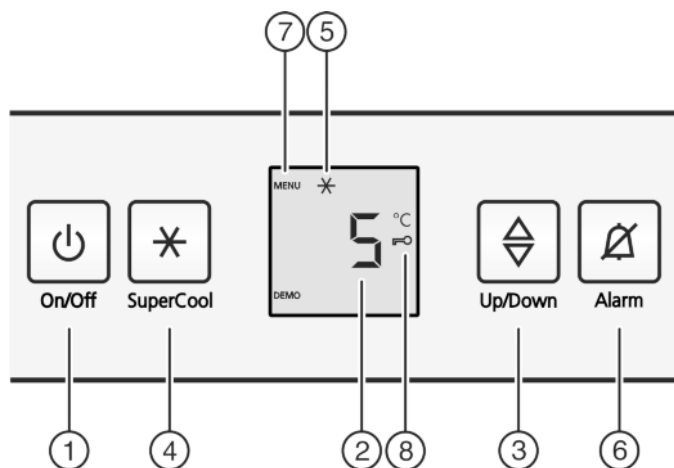 7 5
MENU
5 °C
DEMO
On/Off SuperCool Up/Down Alarm
1 4 2 8 3 6